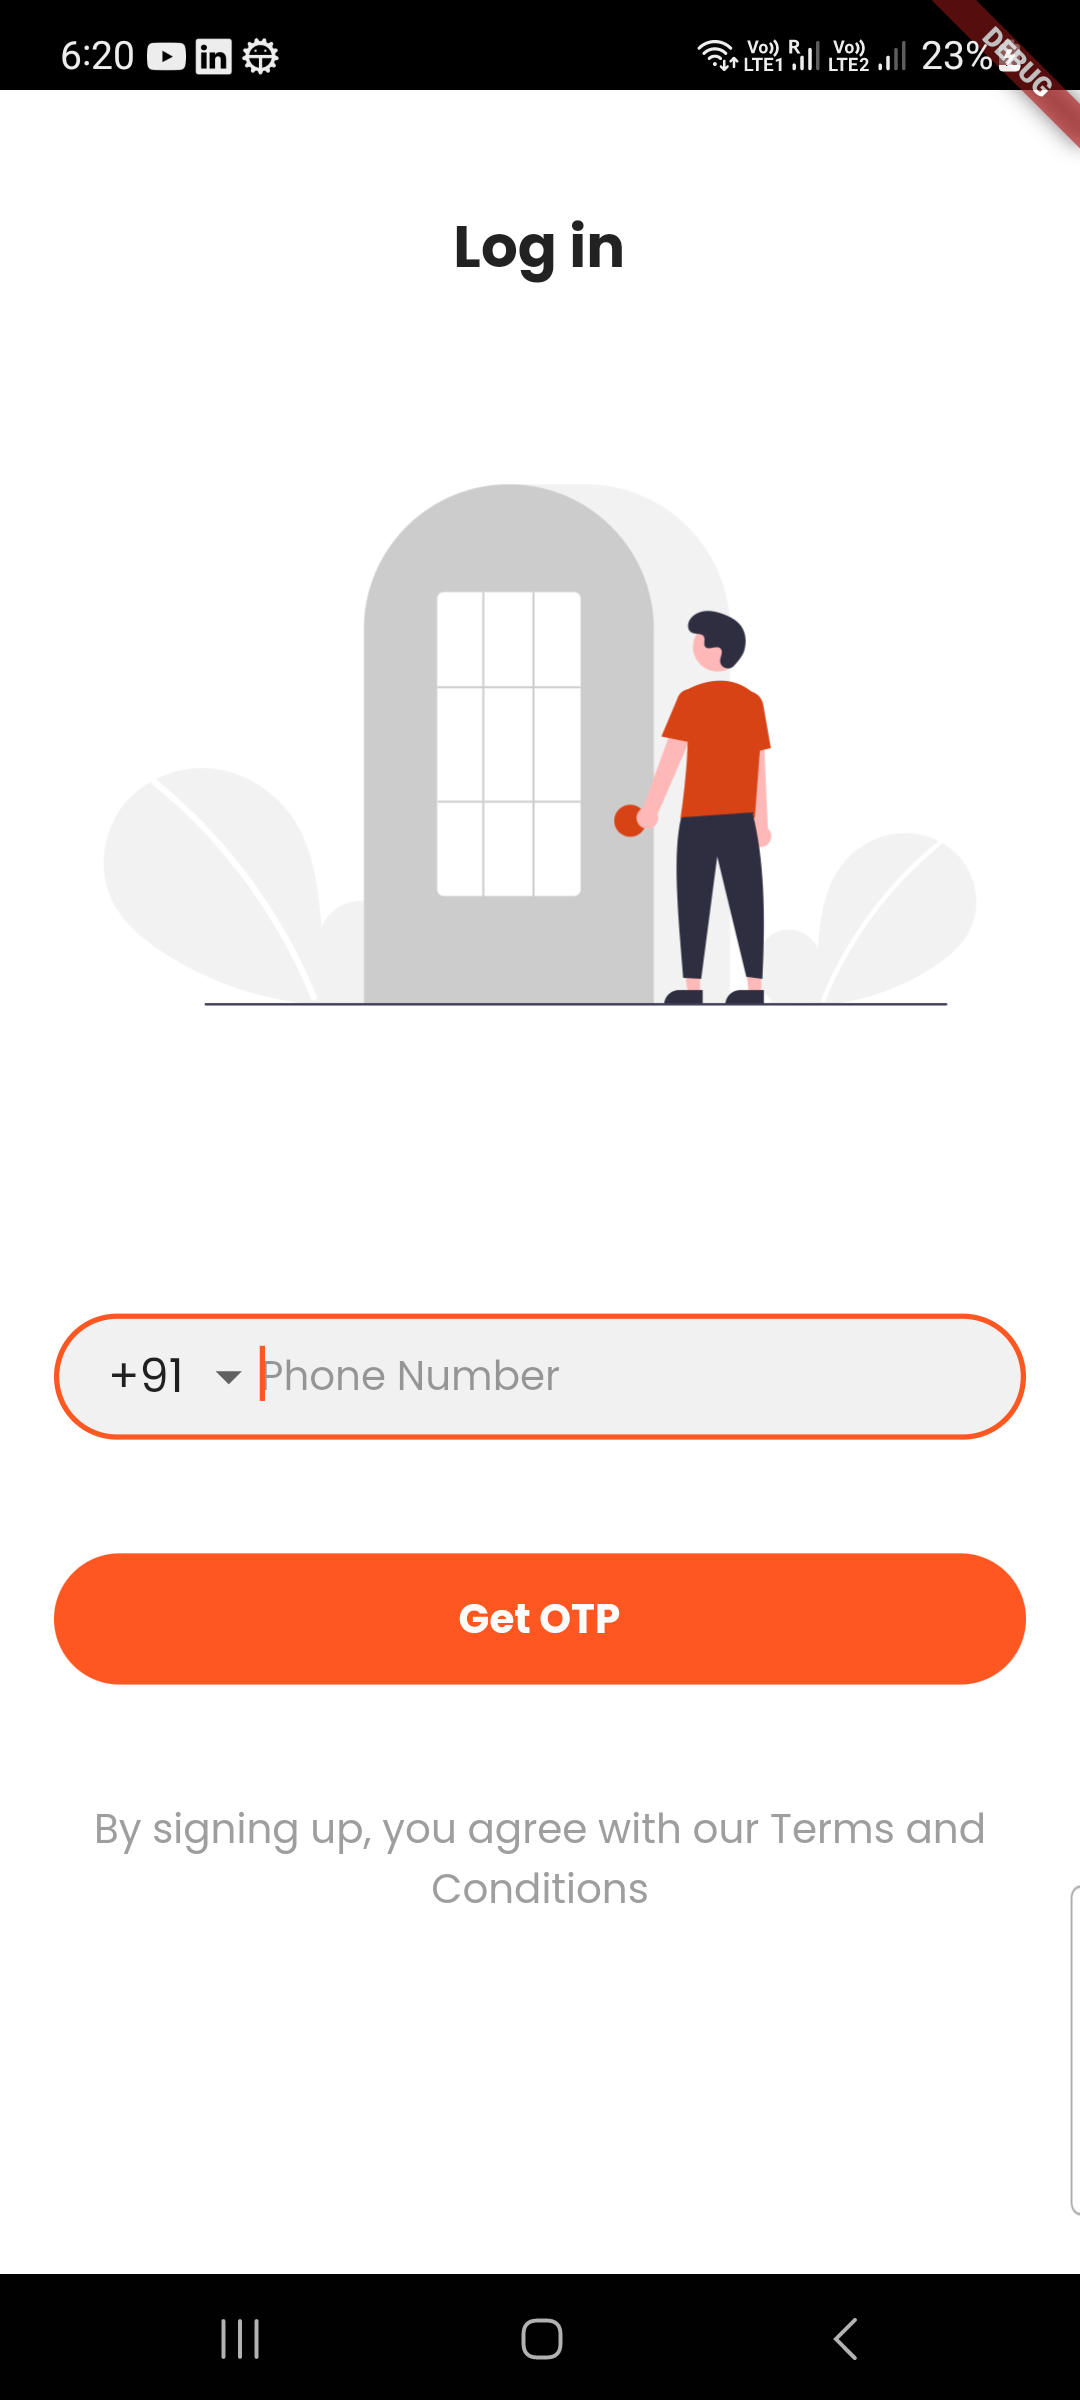 6:20
Vo)) R Vo)) 23%
LTE1 LTE2
DEBUG
Log in
+91 Phone Number
Get OTP
By signing up, you agree with our Terms and
Conditions